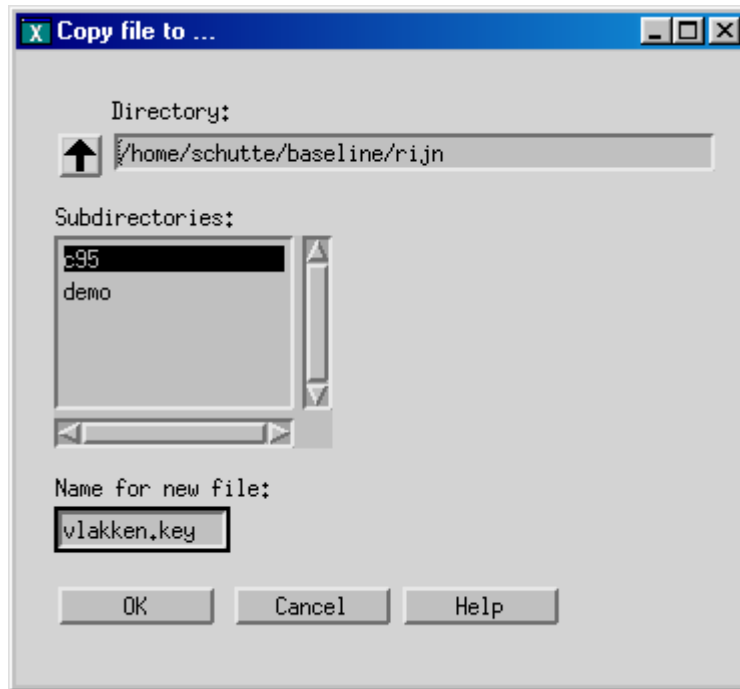 Copy file to ...
Directory:
/home/schutte/baseline/rijn
Subdirectories:
c95
demo
Name for new file:
vlakken.key
OK Cancel Help